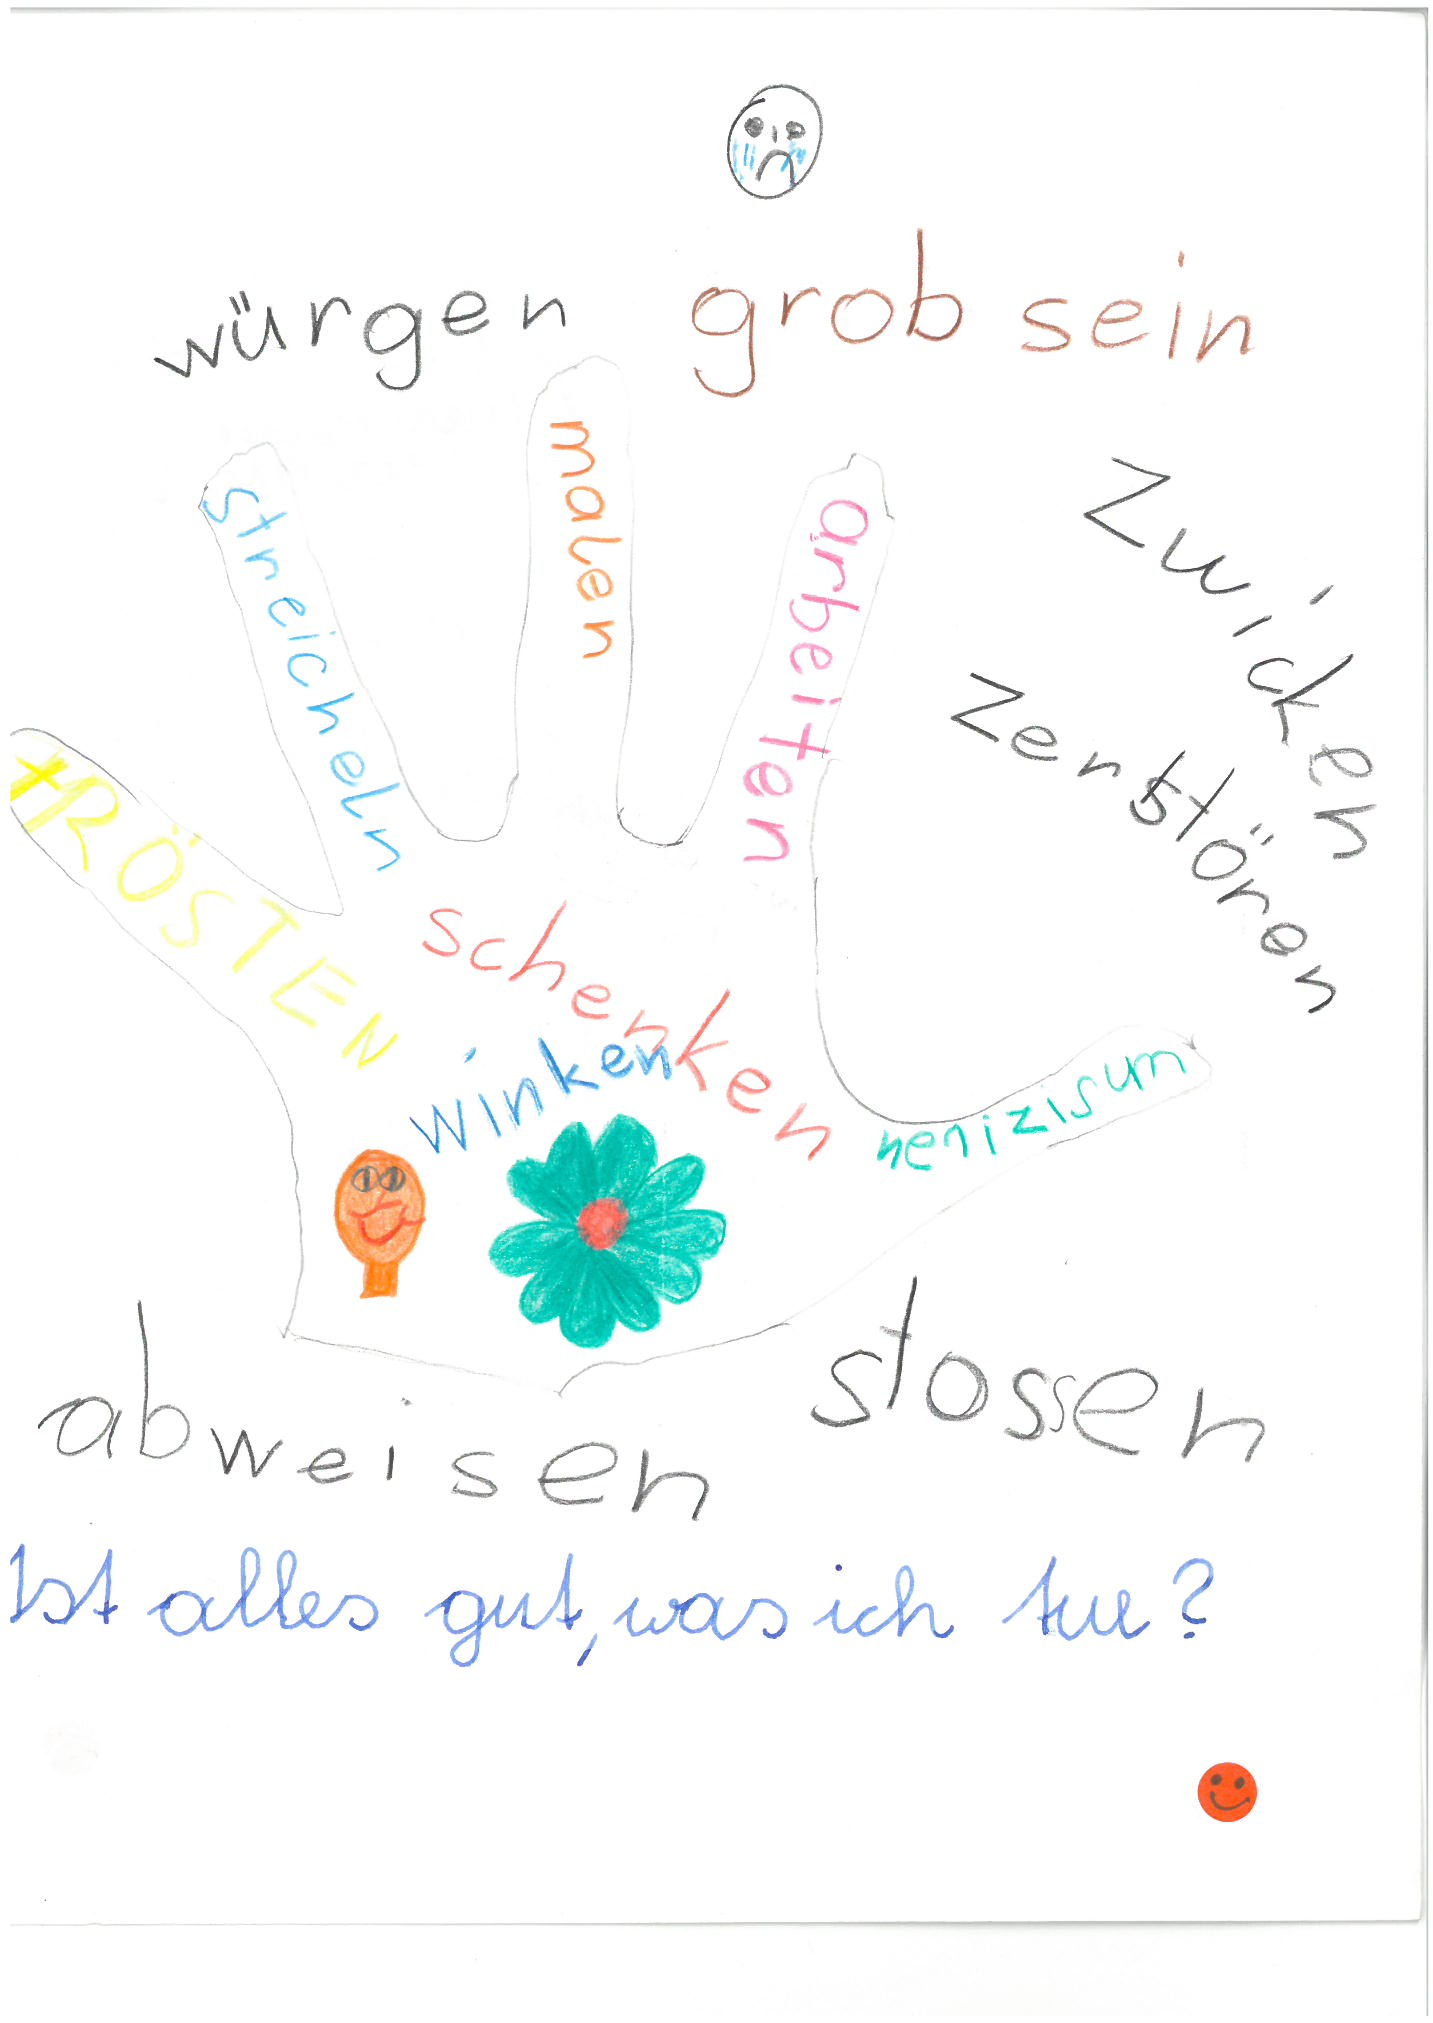 würgen grob sein
Zwicken
Zerstören
tRÖSTEN
streicheln
malen
arbeiten
musiziren
schenken
winken
abweisen
stossen
Ist alles gut, was ich tue?